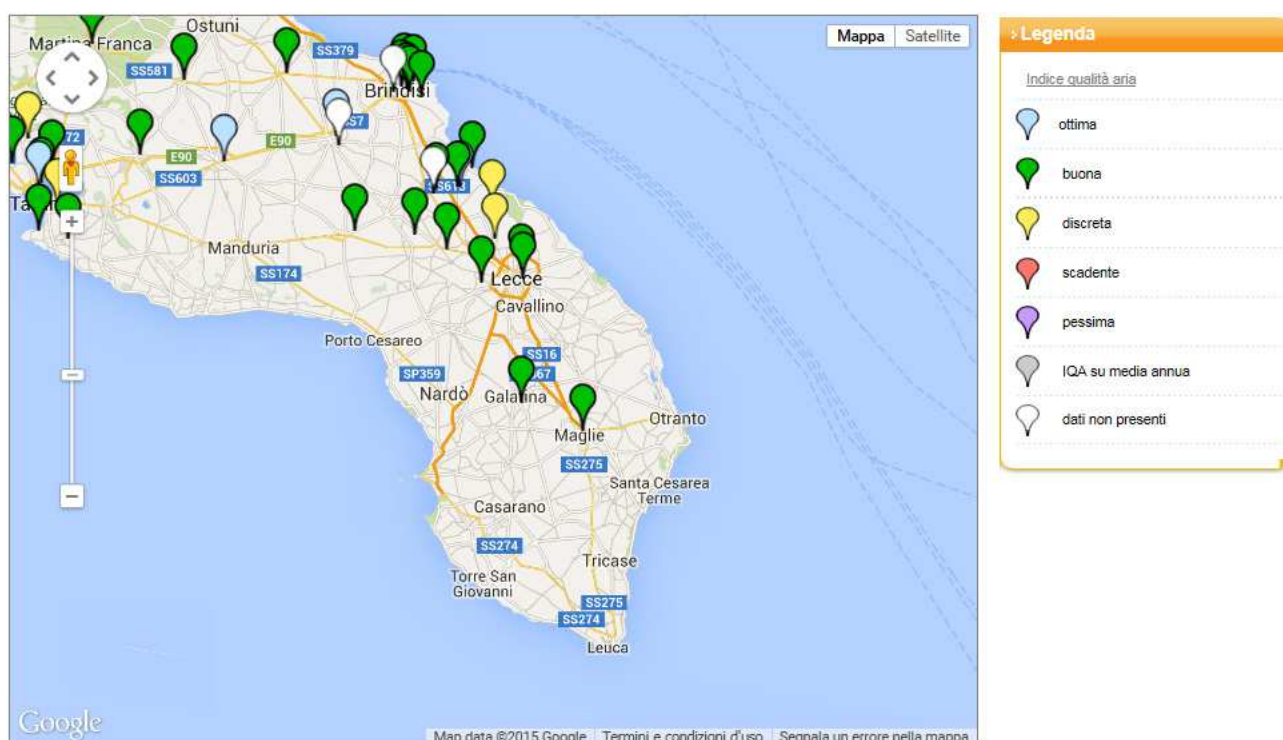 Ostuni
Mappa
Satellite
Martina Franca
SS379
SS581
Brindisi
SS7
72
E90
E90
SS603
SS613
Manduria
SS174
Lecce
Cavallino
Porto Cesareo
SS16
SP359
Nardò
Galatina
Otranto
Maglie
SS275
Santa Cesarea
Terme
Casarano
SS274
Tricase
Torre San
Giovanni
SS275
SS274
Leuca
Google
Map data ©2015 Google
Termini e condizioni d'uso
Segnala un errore nella mappa
› Legenda
Indice qualità aria
ottima
buona
discreta
scadente
pessima
IQA su media annua
dati non presenti